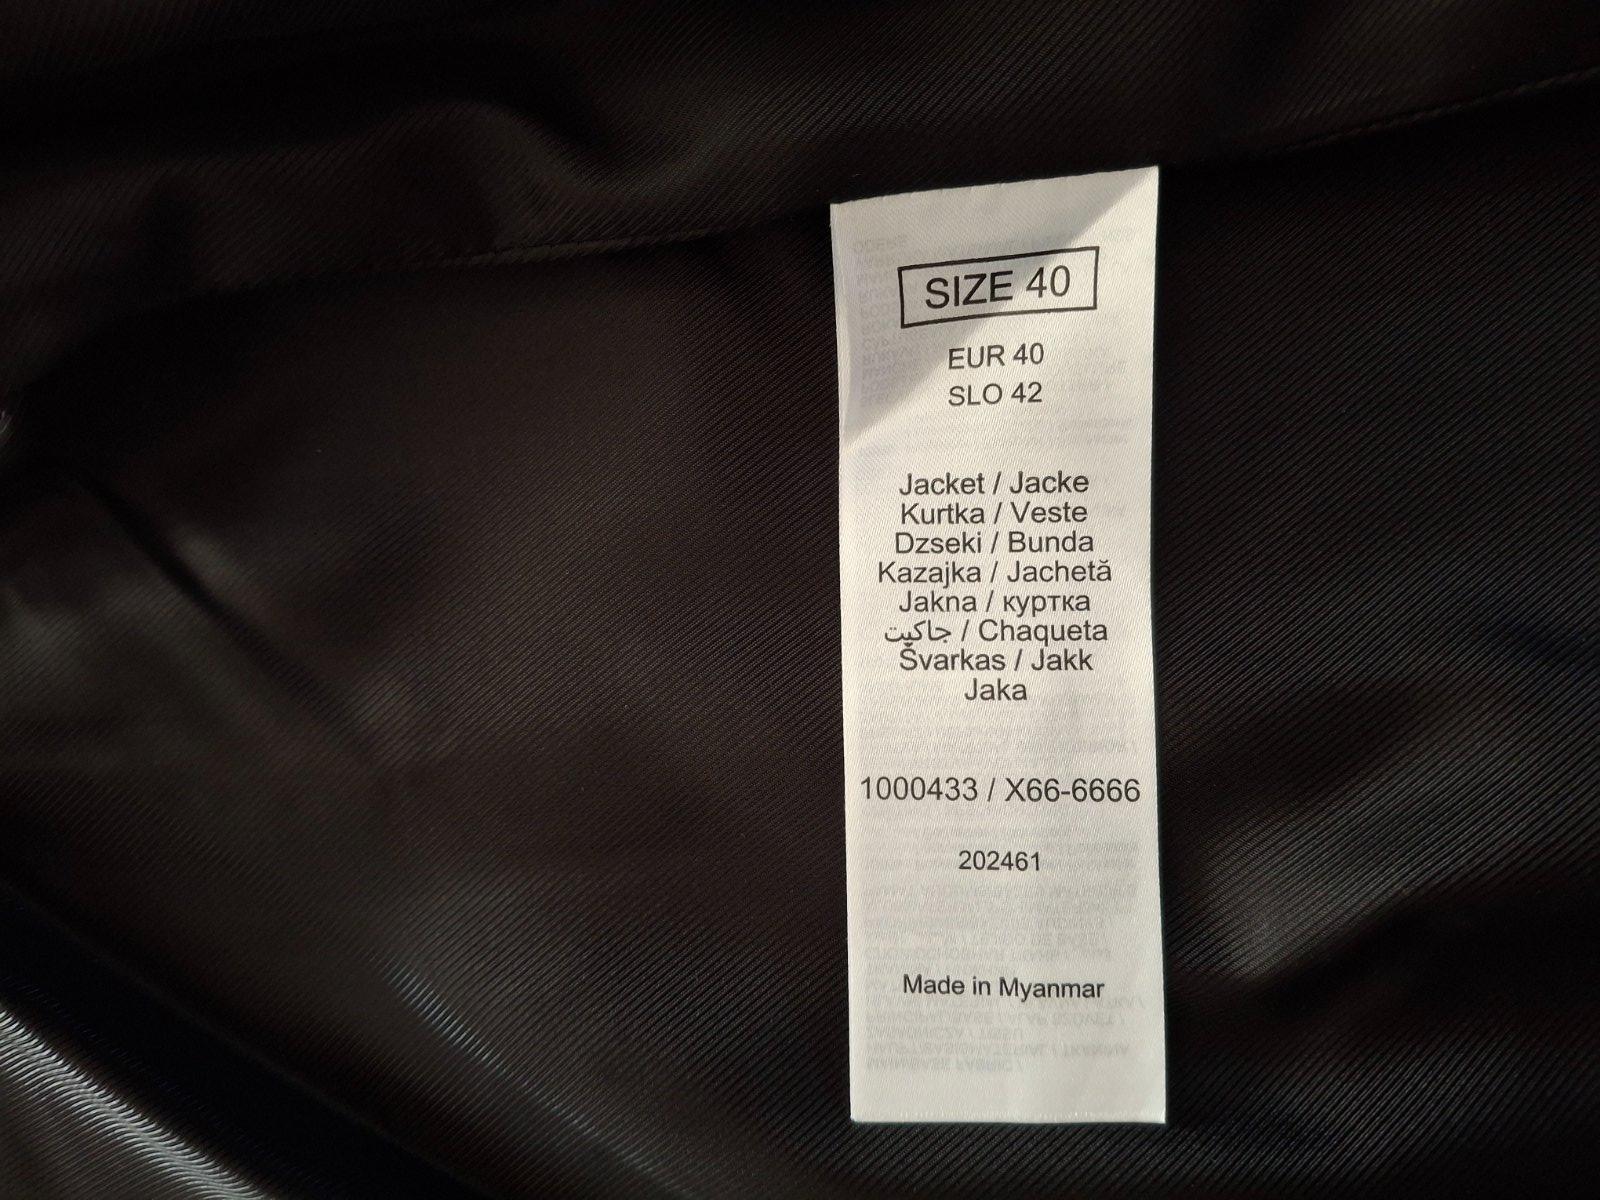 SIZE 40
EUR 40
SLO 42
Jacket / Jacke
Kurtka / Veste
Dzseki / Bunda
Kazajka / Jachetă
Jakna / куртка
جاكيت / Chaqueta
Švarkas / Jakk
Jaka
1000433 / X66-6666
202461
Made in Myanmar